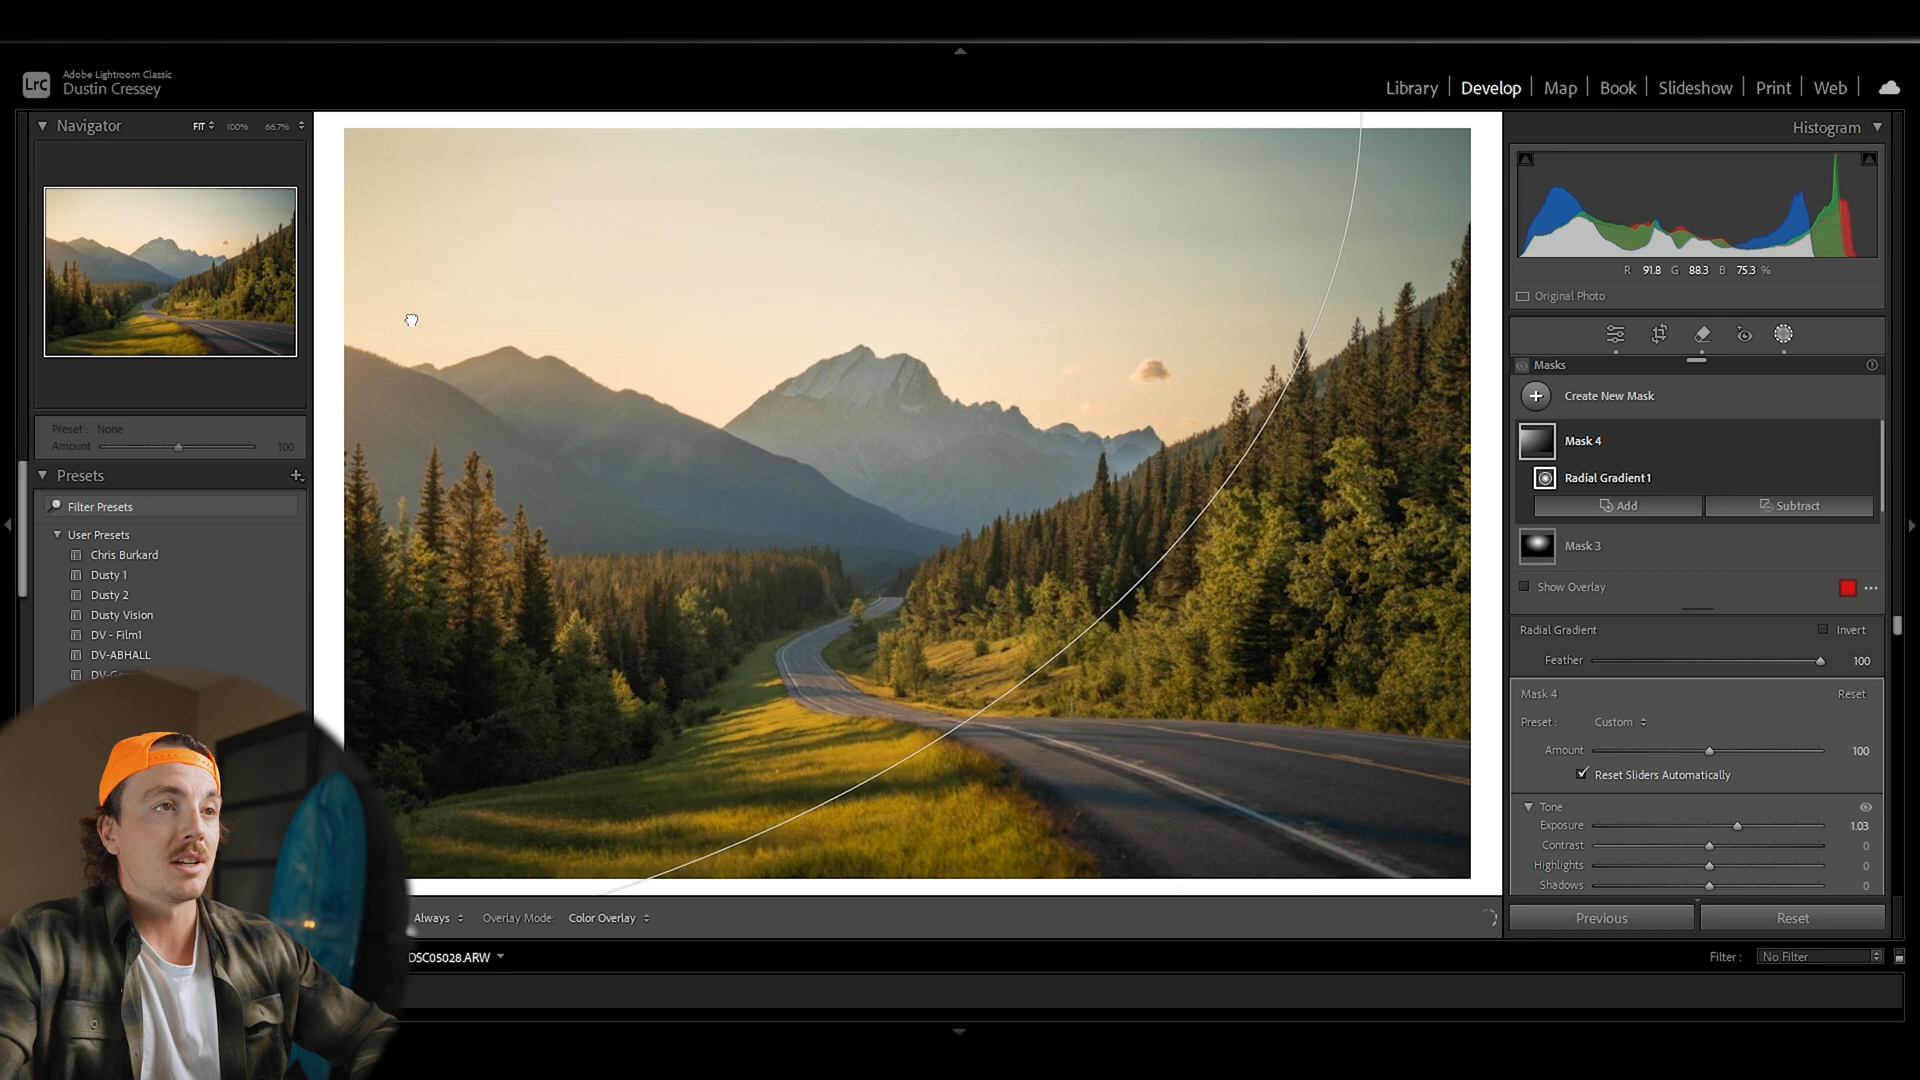 Lrc
Adobe Lightroom Classic
Dustin Cressey
Library
Develop
Map
Book
Slideshow
Print
Web
Navigator
FIT
100%
66.7%
Preset : None
Amount
100
Presets
Filter Presets
User Presets
Chris Burkard
Dusty 1
Dusty 2
Dusty Vision
DV - Film1
DV-ABHALL
Histogram
R 91.8 G 88.3 B 75.3 %
Original Photo
Masks
Create New Mask
Mask 4
Radial Gradient 1
Add
Subtract
Mask 3
Show Overlay
Radial Gradient
Invert
Feather
100
Mask 4
Reset
Preset :
Custom
Amount
100
Reset Sliders Automatically
Tone
Exposure
1.03
Contrast
0
Highlights
0
Shadows
0
Previous
Reset
Always
Overlay Mode:
Color Overlay
DSC05028.ARW
Filter :
No Filter